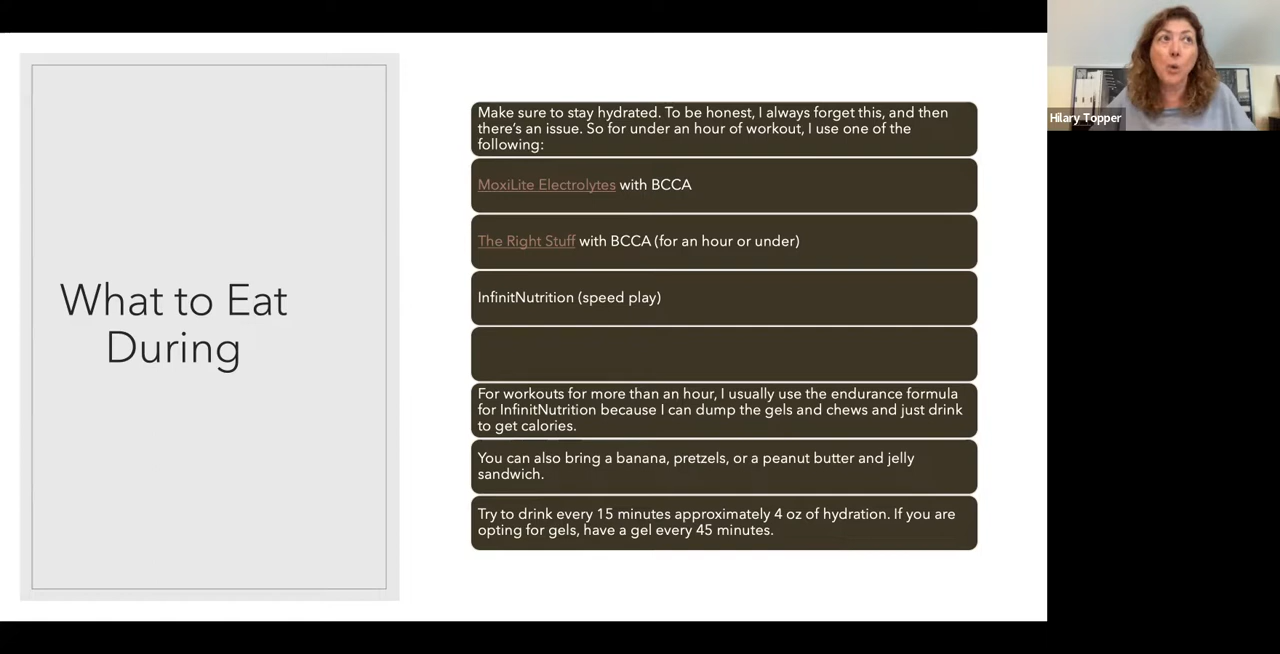 What to Eat
During
Make sure to stay hydrated. To be honest, I always forget this, and then
there's an issue. So for under an hour of workout, I use one of the
following:
MoxiLite Electrolytes with BCCA
The Right Stuff with BCCA (for an hour or under)
InfinitNutrition (speed play)
For workouts for more than an hour, I usually use the endurance formula
for InfinitNutrition because I can dump the gels and chews and just drink
to get calories.
You can also bring a banana, pretzels, or a peanut butter and jelly
sandwich.
Try to drink every 15 minutes approximately 4 oz of hydration. If you are
opting for gels, have a gel every 45 minutes.
Hilary Topper